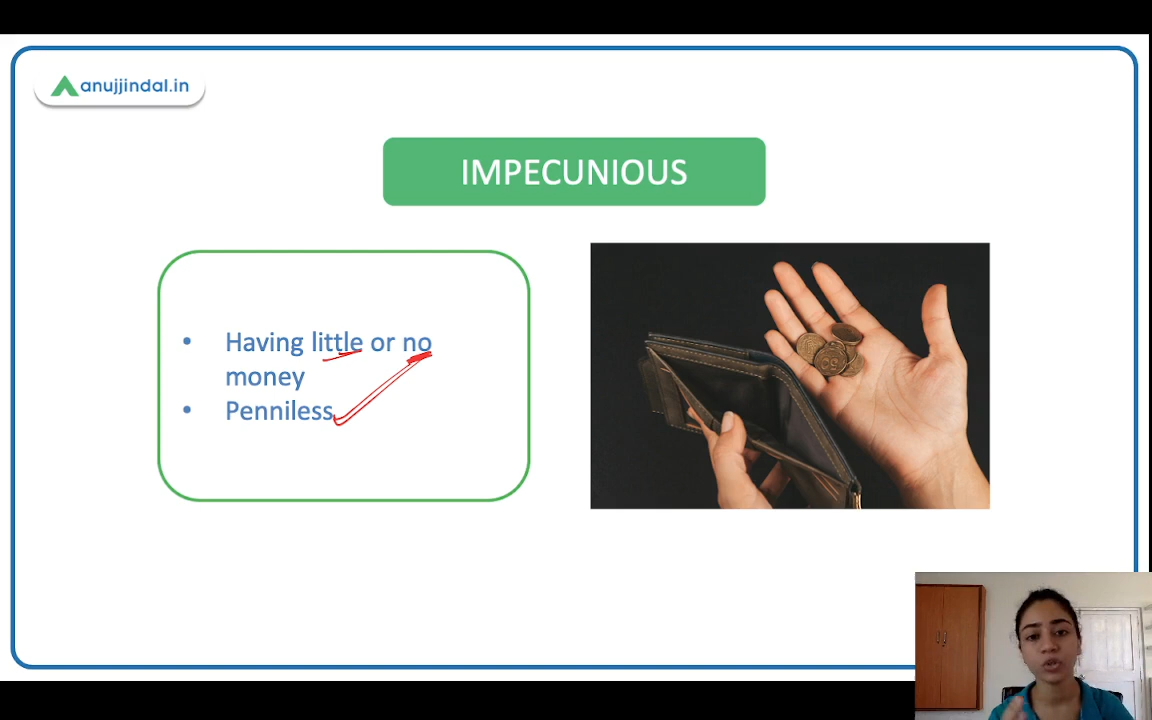 anujjindal.in
IMPECUNIOUS
• Having little or no
money
• Penniless